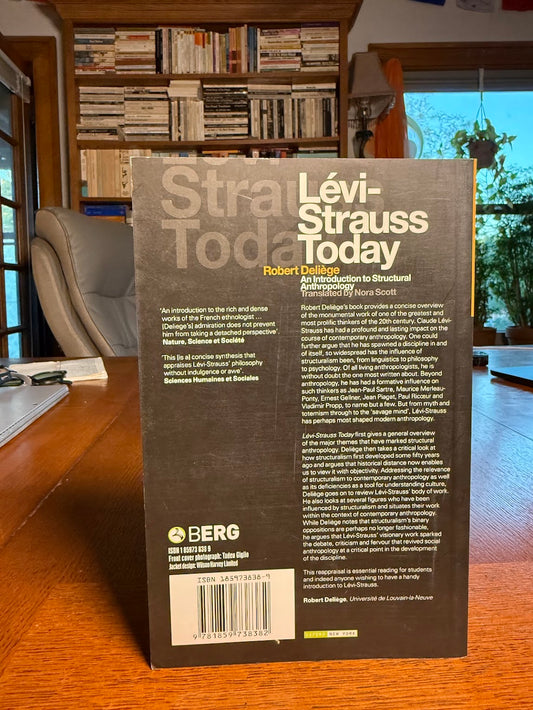 Lévi-
Strauss
Today
Lévi-
Strauss
Today
Robert Deliège
An Introduction to Structural
Anthropology
Translated by Nora Scott
'An introduction to the rich and dense
works of the French ethnologist ...
[Deliège's] admiration does not prevent
him from taking a detached perspective'.
Nature, Science et Société
'This [is a] concise synthesis that
appraises Lévi-Strauss' philosophy
without indulgence or awe'.
Sciences Humaines et Sociales
Robert Deliège's book provides a concise overview
of the monumental work of one of the greatest and
most prolific thinkers of the 20th century. Claude Lévi-
Strauss has had a profound and lasting impact on the
course of contemporary anthropology. One could
further argue that he has spawned a discipline in and
of itself, so widespread has the influence of
structuralism been, from linguistics to philosophy
to psychology. Of all living anthropologists, he is
without doubt the one most written about. Beyond
anthropology, he has had a formative influence on
such thinkers as Jean-Paul Sartre, Maurice Merleau-
Ponty, Ernest Gellner, Jean Piaget, Paul Ricœur and
Vladimir Propp, to name but a few. But from myth and
totemism through to the 'savage mind', Lévi-Strauss
has perhaps most shaped modern anthropology.
Lévi-Strauss Today first gives a general overview
of the major themes that have marked structural
anthropology. Deliège then takes a critical look at
how structuralism first developed some fifty years
ago and argues that historical distance now enables
us to view it with objectivity. Addressing the relevance
of structuralism to contemporary anthropology as well
as its deficiencies as a tool for understanding culture,
Deliège goes on to review Lévi-Strauss' body of work.
He also looks at several figures who have been
influenced by structuralism and situates their work
within the context of contemporary anthropology.
While Deliège notes that structuralism's binary
oppositions are perhaps no longer fashionable,
he argues that Lévi-Strauss' visionary work sparked
the debate, criticism and fervour that revived social
anthropology at a critical point in the development
of the discipline.
This reappraisal is essential reading for students
and indeed anyone wishing to have a handy
introduction to Lévi-Strauss.
Robert Deliège, Université de Louvain-la-Neuve
BERG
ISBN 1 85973 838 9
Front cover photograph: Tadeu Giglio
Jacket design: Wilson Harvey London
ISBN 185973838-9
9 781859 738382
NEW YORK